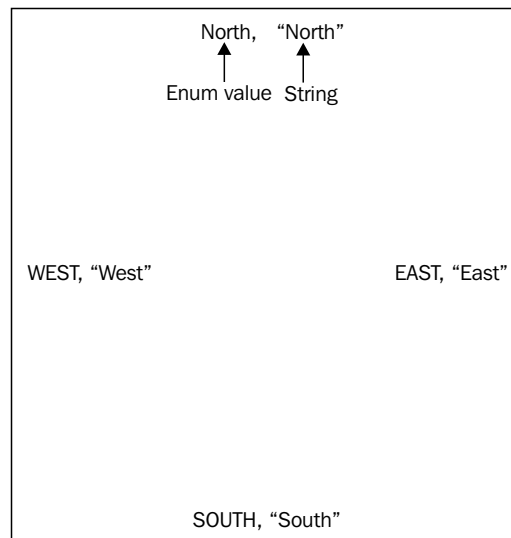 North, “North”
Enum value String
WEST, “West” EAST, “East”
SOUTH, “South”